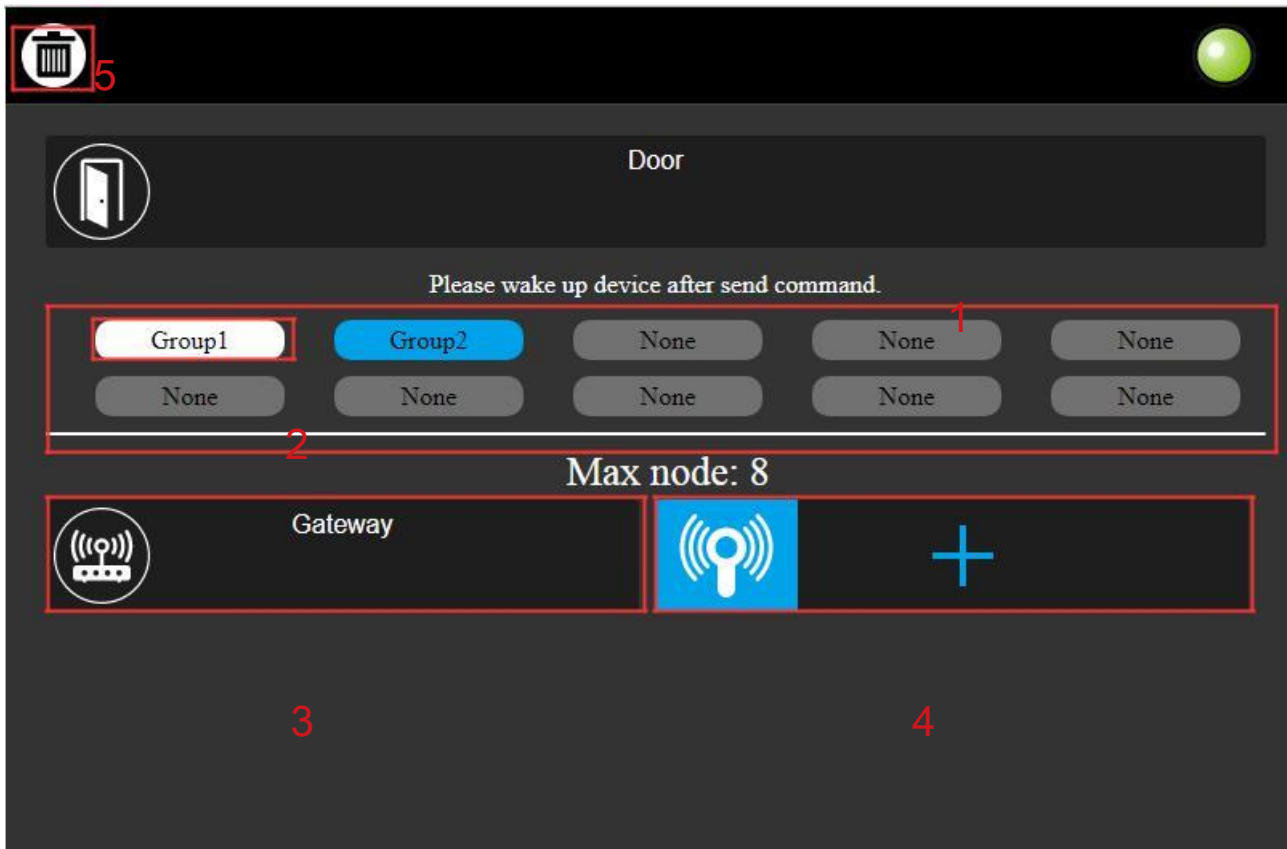 5
Door
Please wake up device after send command.
1
Group1 Group2 None None None
None None None None None
2
Max node: 8
Gateway
3 4